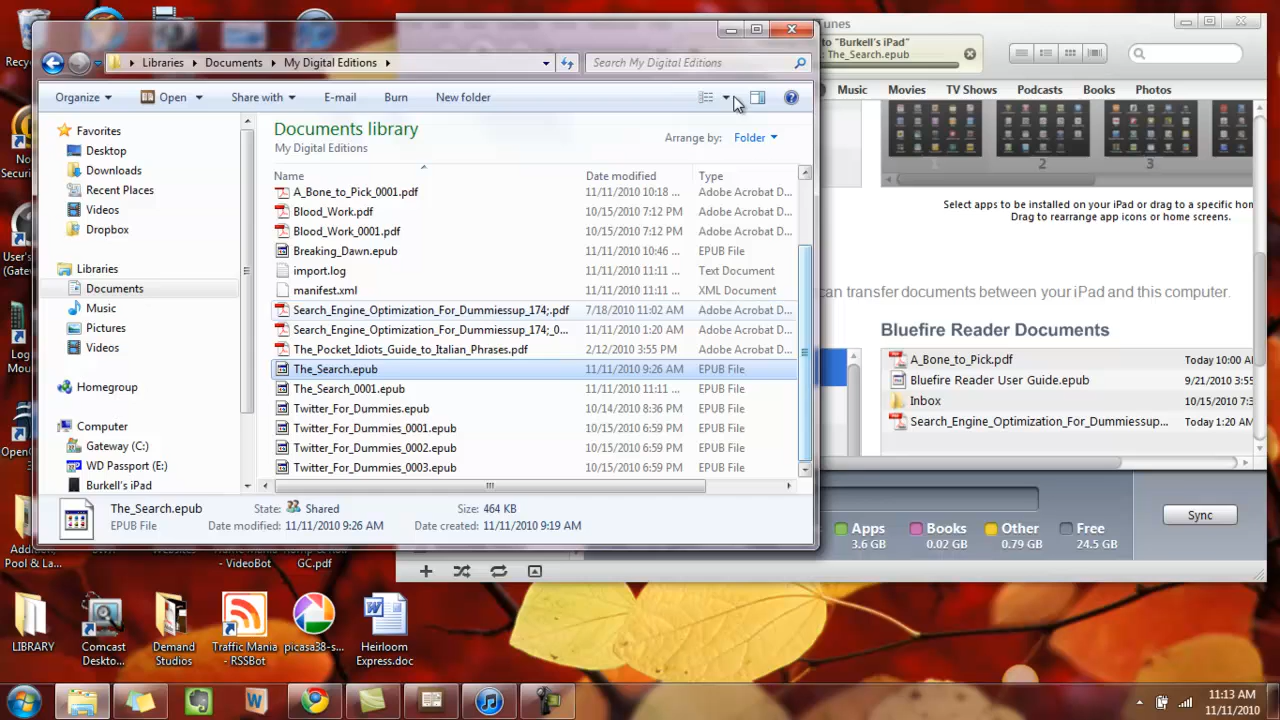 Libraries Documents My Digital Editions
Search My Digital Editions
Organize Open Share with E-mail Burn New folder
Favorites
Desktop
Downloads
Recent Places
Videos
Dropbox
Libraries
Documents
Music
Pictures
Videos
Homegroup
Computer
Gateway (C:)
WD Passport (E:)
Burkell's iPad
Documents library
My Digital Editions
Arrange by: Folder
Name Date modified Type
A_Bone_to_Pick_0001.pdf 11/11/2010 10:18 ... Adobe Acrobat D...
Blood_Work.pdf 10/15/2010 7:12 PM Adobe Acrobat D...
Blood_Work_0001.pdf 10/15/2010 7:12 PM Adobe Acrobat D...
Breaking_Dawn.epub 11/11/2010 10:46 ... EPUB File
import.log 11/11/2010 11:11 ... Text Document
manifest.xml 11/11/2010 11:11 ... XML Document
Search_Engine_Optimization_For_Dummiessup_174;.pdf 7/18/2010 11:02 AM Adobe Acrobat D...
Search_Engine_Optimization_For_Dummiessup_174;_0... 11/11/2010 1:20 AM Adobe Acrobat D...
The_Pocket_Idiots_Guide_to_Italian_Phrases.pdf 2/12/2010 3:55 PM Adobe Acrobat D...
The_Search.epub 11/11/2010 9:26 AM EPUB File
The_Search_0001.epub 11/11/2010 11:11 ... EPUB File
Twitter_For_Dummies.epub 10/14/2010 8:36 PM EPUB File
Twitter_For_Dummies_0001.epub 10/15/2010 6:59 PM EPUB File
Twitter_For_Dummies_0002.epub 10/15/2010 6:59 PM EPUB File
Twitter_For_Dummies_0003.epub 10/15/2010 6:59 PM EPUB File
The_Search.epub State: Shared Size: 464 KB
EPUB File Date modified: 11/11/2010 9:26 AM Date created: 11/11/2010 9:19 AM
unes
to "Burkell's iPad"
: The_Search.epub
Music Movies TV Shows Podcasts Books Photos
1 2 3
Select apps to be installed on your iPad or drag to a specific hom
Drag to rearrange app icons or home screens.
can transfer documents between your iPad and this computer.
Bluefire Reader Documents
A_Bone_to_Pick.pdf Today 10:00 A
Bluefire Reader User Guide.epub 9/21/2010 3:55
Inbox 10/15/2010 7:3
Search_Engine_Optimization_For_Dummiessup... Today 1:20 AM
Apps Books Other Free
3.6 GB 0.02 GB 0.79 GB 24.5 GB
Sync
- VideoBot
GC.pdf
LIBRARY
Comcast
Deskto...
Demand
Studios
Traffic Mania
- RSSBot
picasa38-s...
Heirloom
Express.doc
11:13 AM
11/11/2010